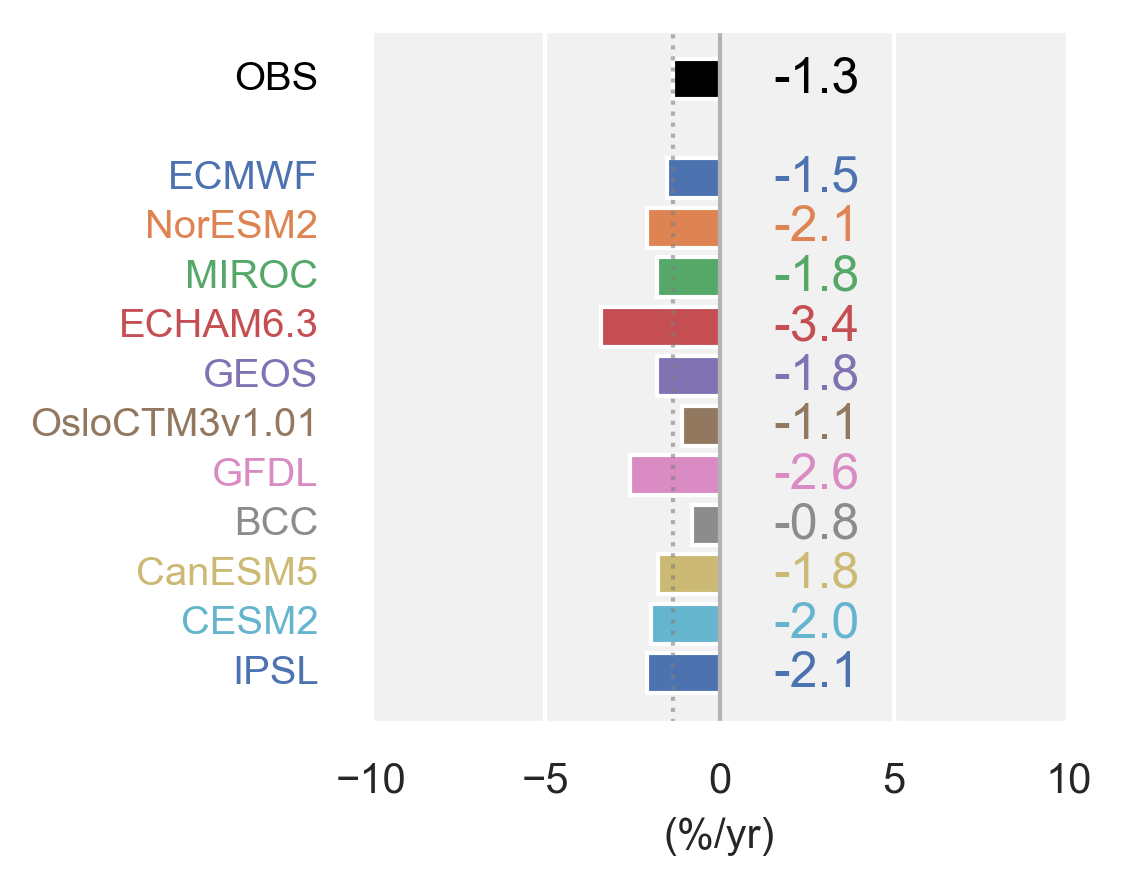 OBS -1.3
ECMWF -1.5
NorESM2 -2.1
MIROC -1.8
ECHAM6.3 -3.4
GEOS -1.8
OsloCTM3v1.01 -1.1
GFDL -2.6
BCC -0.8
CanESM5 -1.8
CESM2 -2.0
IPSL -2.1
−10 −5 0 5 10
(%/yr)